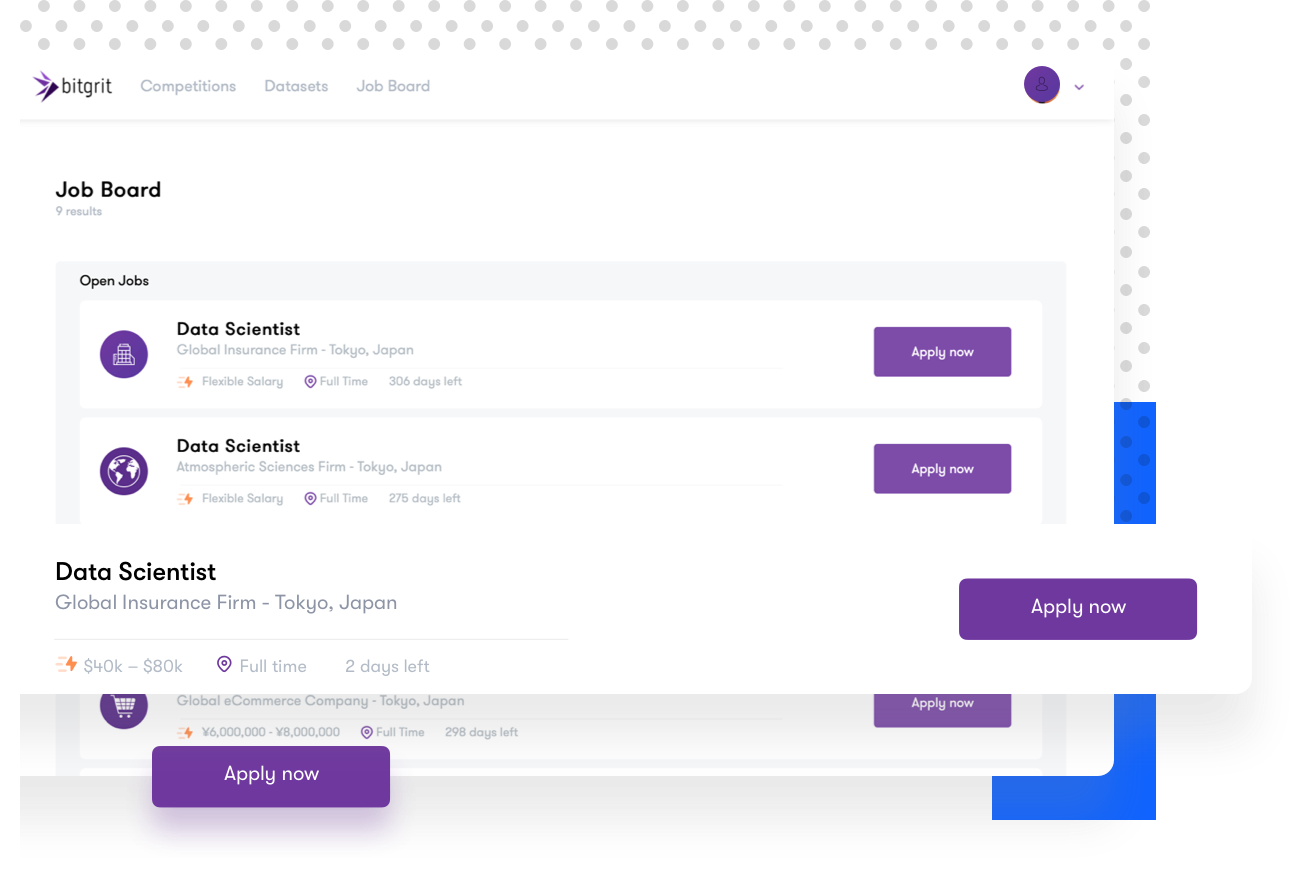 bitgrit Competitions Datasets Job Board
Job Board
9 results
Open Jobs
Data Scientist
Global Insurance Firm - Tokyo, Japan
Apply now
Flexible Salary Full Time 306 days left
Data Scientist
Atmospheric Sciences Firm - Tokyo, Japan
Apply now
Flexible Salary Full Time 275 days left
Data Scientist
Global Insurance Firm - Tokyo, Japan
Apply now
$40k – $80k Full time 2 days left
Global eCommerce Company - Tokyo, Japan
Apply now
¥6,000,000 - ¥8,000,000 Full Time 298 days left
Apply now